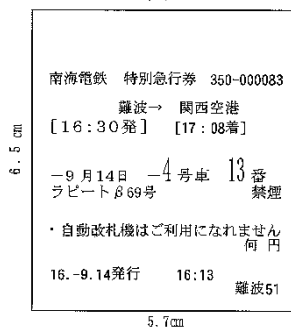 南海電鉄 特別急行券 350-000083
難波→ 関西空港
[16:30発] [17:08着]
-9月14日 -4号車 13番
ラピートβ69号 禁煙
・自動改札機はご利用になれません
何 円
16.-9.14発行 16:13
難波51
6.5 cm
5.7cm